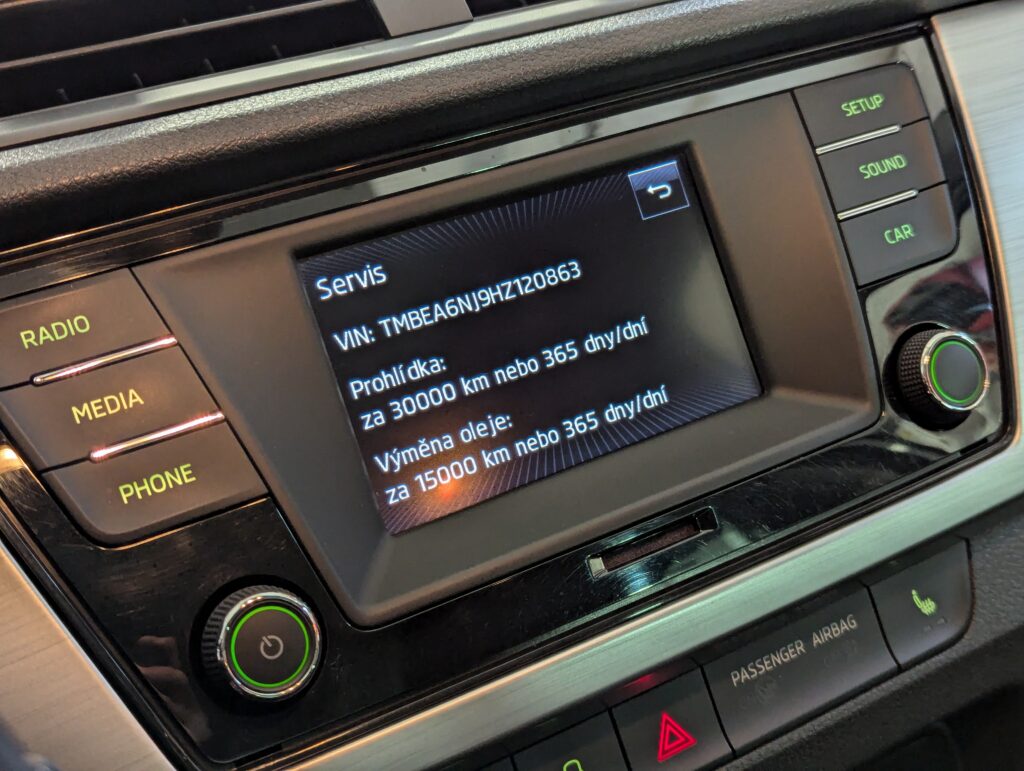 SETUP
SOUND
CAR
RADIO
MEDIA
PHONE
Servis
VIN: TMBEA6NJ9HZ120863
Prohlídka:
za 30000 km nebo 365 dny/dní
Výměna oleje:
za 15000 km nebo 365 dny/dní
PASSENGER AIRBAG